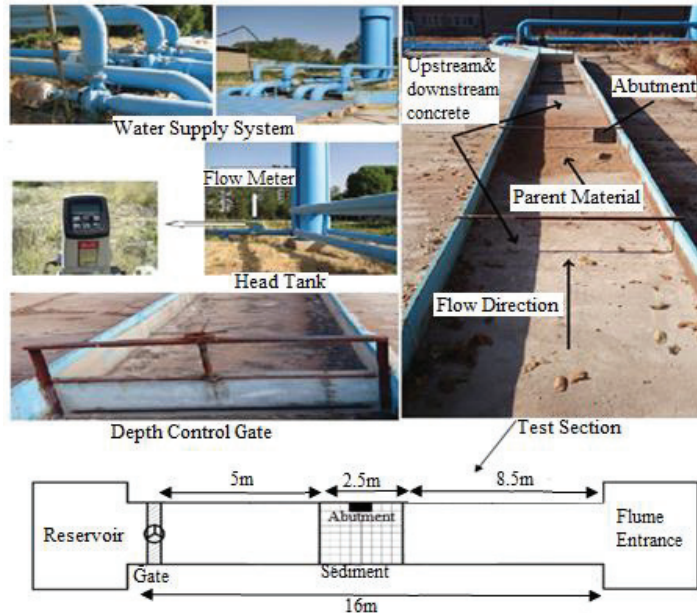 Water Supply System
Flow Meter
Head Tank
Depth Control Gate
Upstream&
downstream
concrete
Abutment
Parent Material
Flow Direction
Test Section
5m
2.5m
8.5m
Reservoir
Abutment
Flume
Entrance
Gate
Sediment
16m